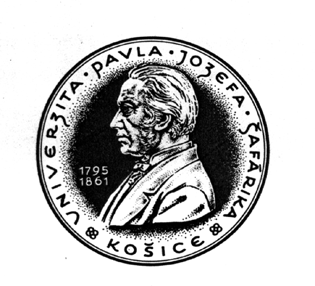 UNIVERZITA · PAVLA · JOZEFA · ŠAFÁRIKA
1795
1861
KOŠICE